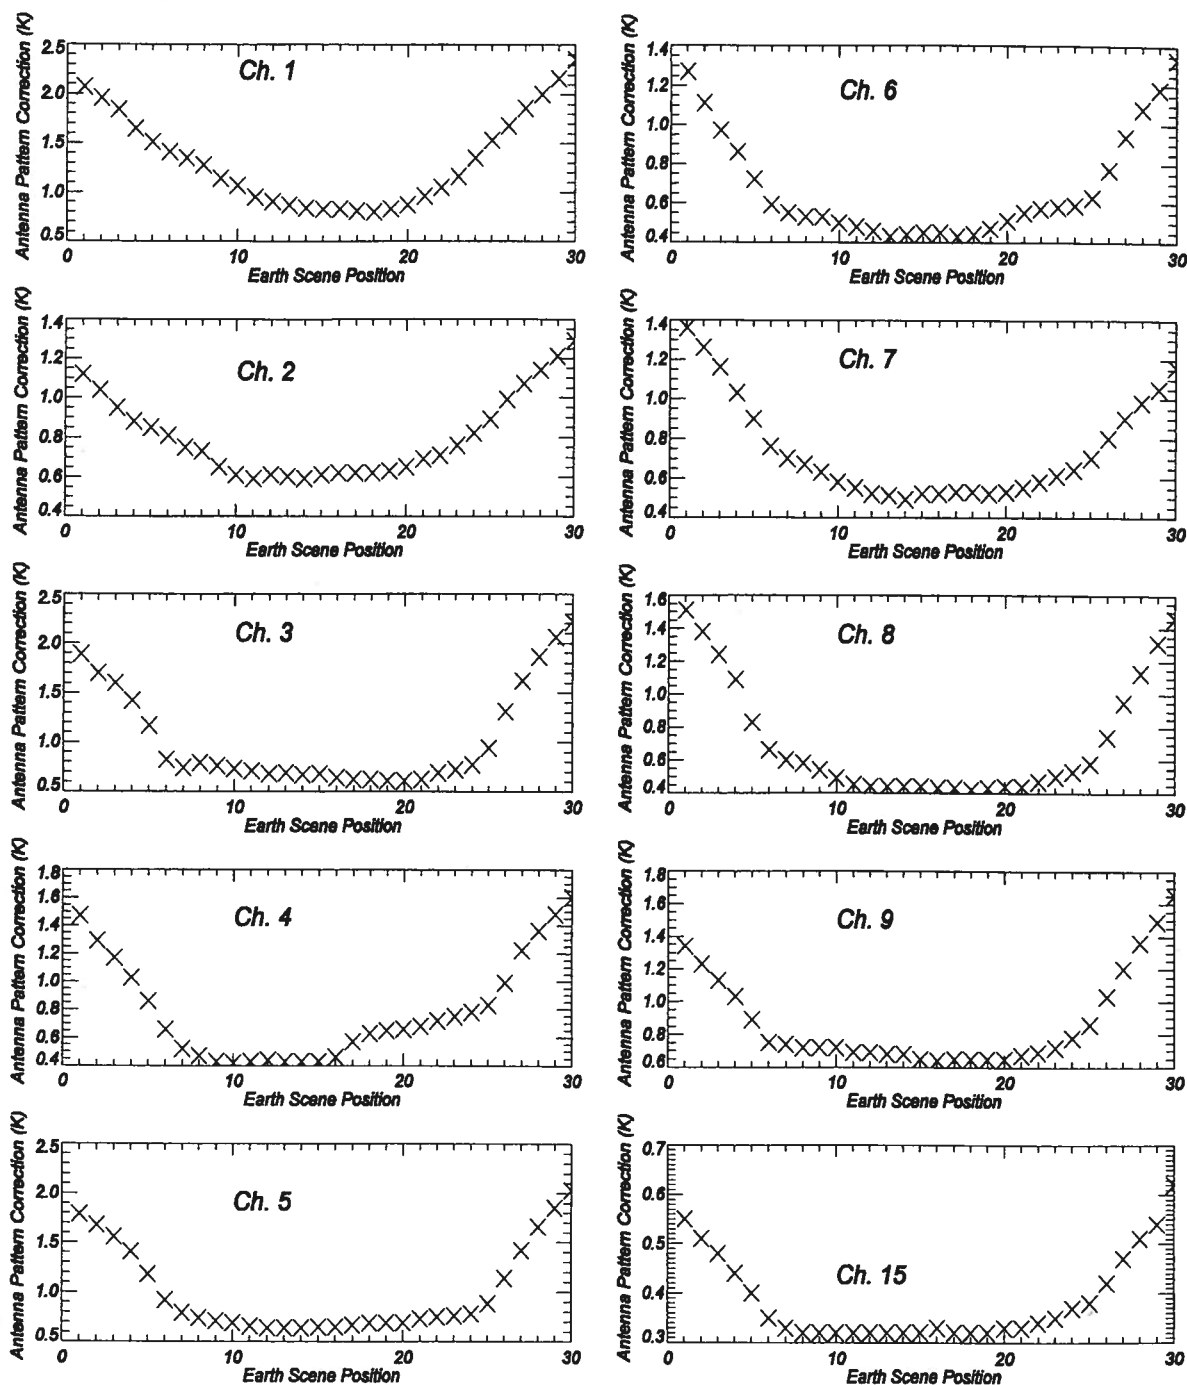 Antenna Pattern Correction (K)
2.5
2.0
1.5
1.0
0.5
Ch. 1
0 10 20 30
Earth Scene Position
Antenna Pattern Correction (K)
1.4
1.2
1.0
0.8
0.6
0.4
Ch. 2
0 10 20 30
Earth Scene Position
Antenna Pattern Correction (K)
2.5
2.0
1.5
1.0
0.5
Ch. 3
0 10 20 30
Earth Scene Position
Antenna Pattern Correction (K)
1.8
1.6
1.4
1.2
1.0
0.8
0.6
0.4
Ch. 4
0 10 20 30
Earth Scene Position
Antenna Pattern Correction (K)
2.5
2.0
1.5
1.0
0.5
Ch. 5
0 10 20 30
Earth Scene Position
Antenna Pattern Correction (K)
1.4
1.2
1.0
0.8
0.6
0.4
Ch. 6
0 10 20 30
Earth Scene Position
Antenna Pattern Correction (K)
1.4
1.2
1.0
0.8
0.6
0.4
Ch. 7
0 10 20 30
Earth Scene Position
Antenna Pattern Correction (K)
1.6
1.4
1.2
1.0
0.8
0.6
0.4
Ch. 8
0 10 20 30
Earth Scene Position
Antenna Pattern Correction (K)
1.8
1.6
1.4
1.2
1.0
0.8
0.6
Ch. 9
0 10 20 30
Earth Scene Position
Antenna Pattern Correction (K)
0.7
0.6
0.5
0.4
0.3
Ch. 15
0 10 20 30
Earth Scene Position